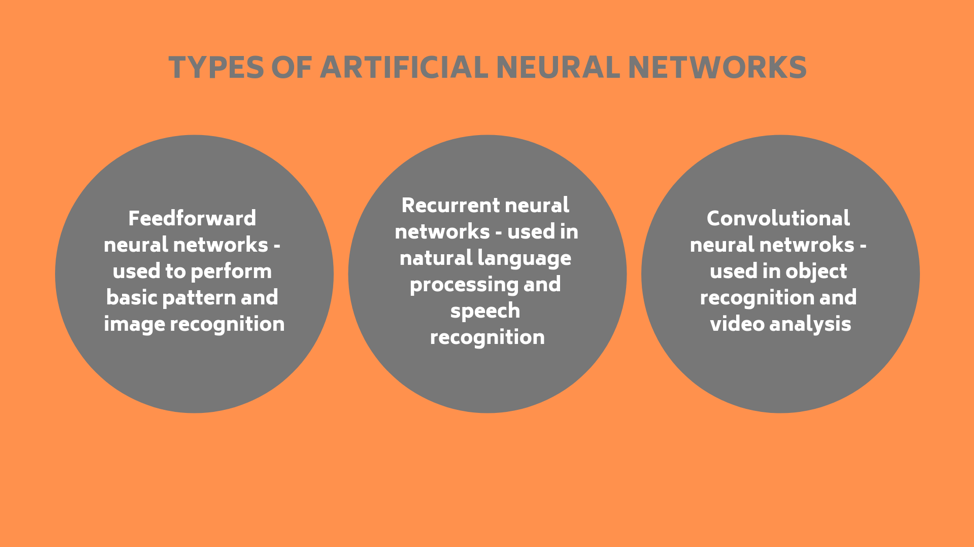 TYPES OF ARTIFICIAL NEURAL NETWORKS
Feedforward
neural networks -
used to perform
basic pattern and
image recognition
Recurrent neural
networks - used in
natural language
processing and
speech
recognition
Convolutional
neural netwroks -
used in object
recognition and
video analysis